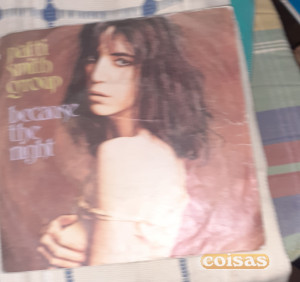 patti
smith
group
because
the
night
coisas